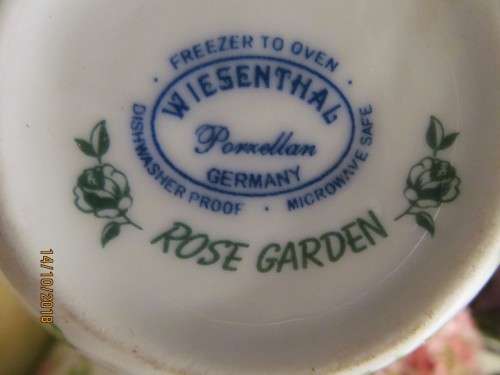 FREEZER TO OVEN
WIESENTHAL
Porzellan
GERMANY
DISHWASHER PROOF · MICROWAVE SAFE
ROSE GARDEN
14/10/2018